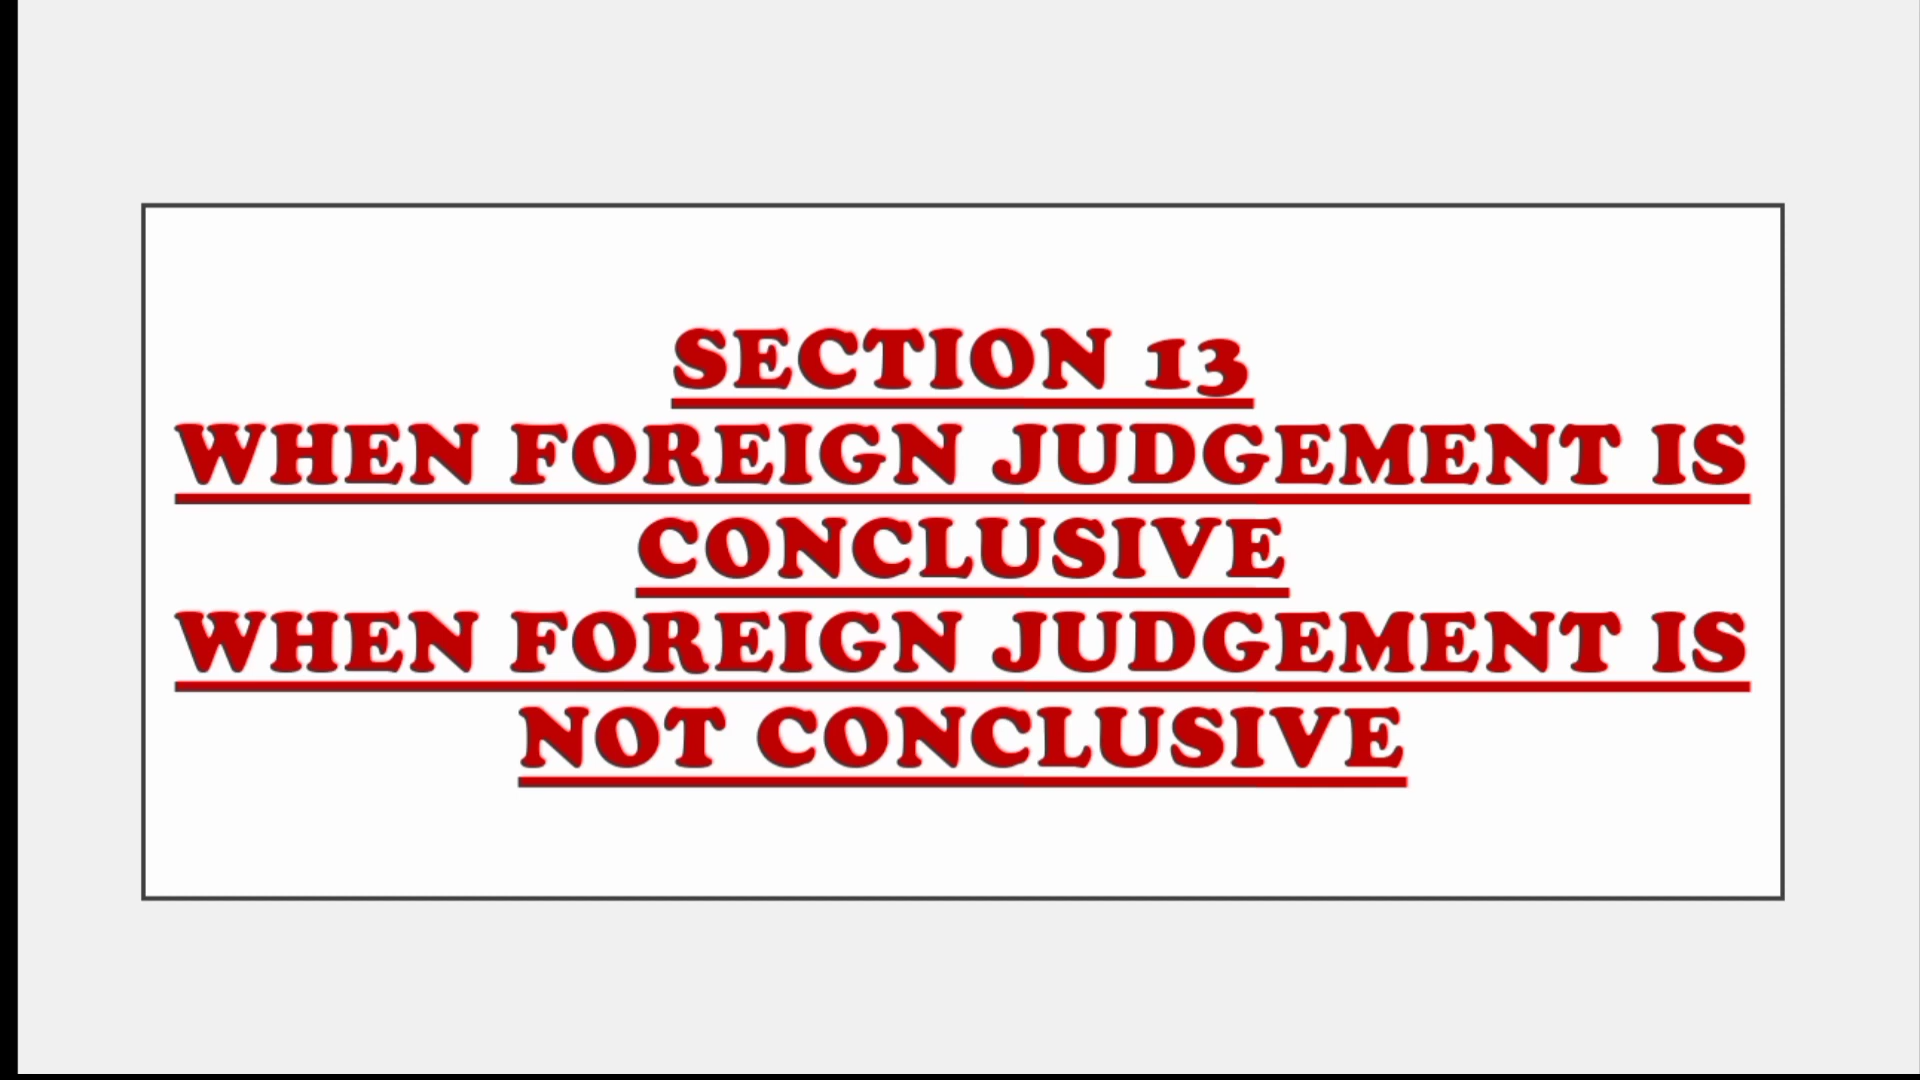 SECTION 13
WHEN FOREIGN JUDGEMENT IS
CONCLUSIVE
WHEN FOREIGN JUDGEMENT IS
NOT CONCLUSIVE